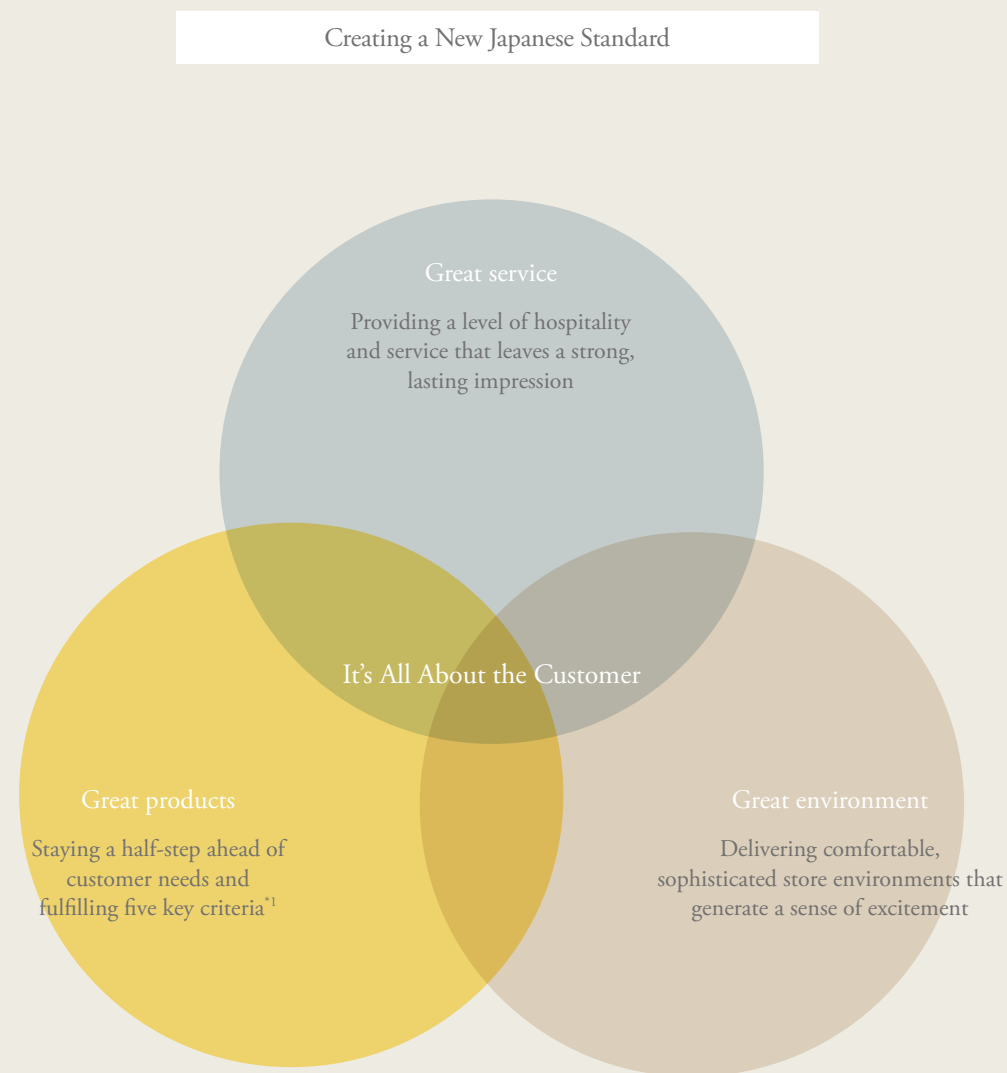 Creating a New Japanese Standard
Great service
Providing a level of hospitality
and service that leaves a strong,
lasting impression
It’s All About the Customer
Great products
Staying a half-step ahead of
customer needs and
fulfilling five key criteria*1
Great environment
Delivering comfortable,
sophisticated store environments that
generate a sense of excitement